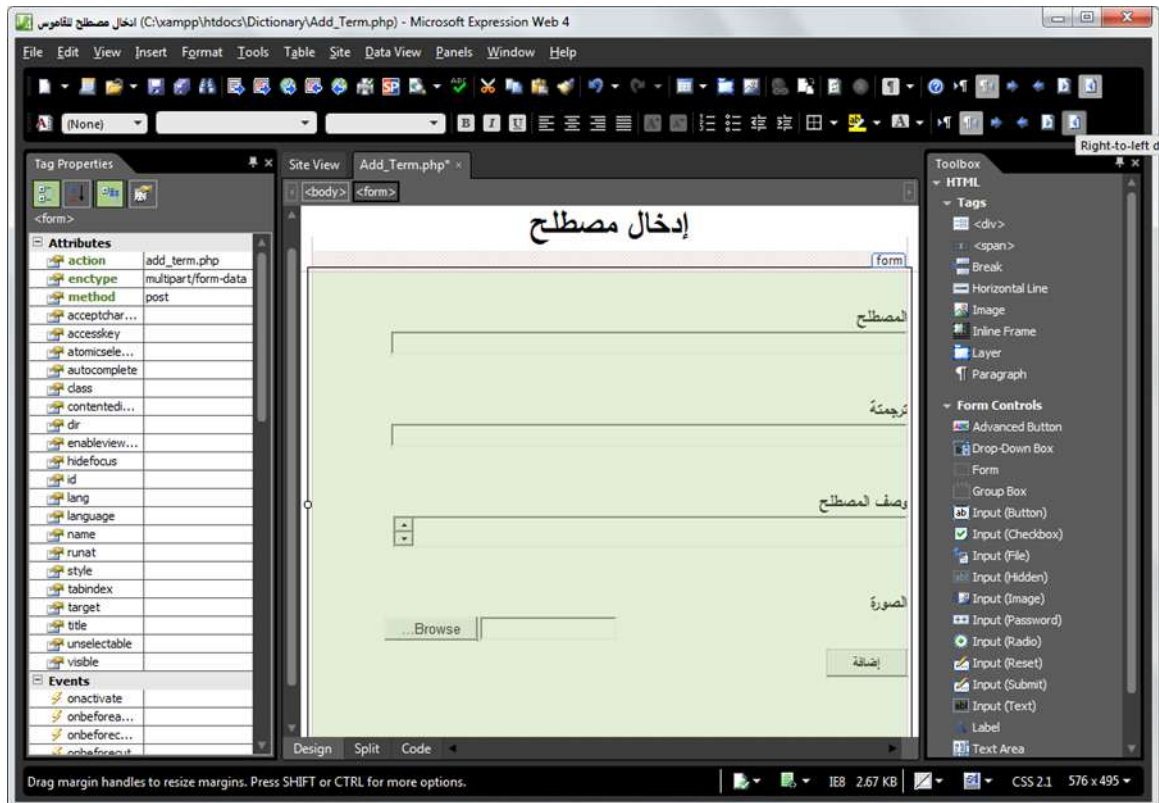 ادخال مصطلح للقاموس (C:\xampp\htdocs\Dictionary\Add_Term.php) - Microsoft Expression Web 4
File Edit View Insert Format Tools Table Site Data View Panels Window Help
(None)
B I U
Right-to-left d
Tag Properties
<form>
Attributes
action add_term.php
enctype multipart/form-data
method post
acceptchar...
accesskey
atomicsele...
autocomplete
class
contentedi...
dir
enableview...
hidefocus
id
lang
language
name
runat
style
tabindex
target
title
unselectable
visible
Events
onactivate
onbeforea...
onbeforec...
onbeforecut
Site View Add_Term.php*
<body> <form>
إدخال مصطلح
form
المصطلح
ترجمتة
وصف المصطلح
الصورة
...Browse
إضافة
Design Split Code
Toolbox
HTML
Tags
<div>
<span>
Break
Horizontal Line
Image
Inline Frame
Layer
Paragraph
Form Controls
Advanced Button
Drop-Down Box
Form
Group Box
Input (Button)
Input (Checkbox)
Input (File)
Input (Hidden)
Input (Image)
Input (Password)
Input (Radio)
Input (Reset)
Input (Submit)
Input (Text)
Label
Text Area
Drag margin handles to resize margins. Press SHIFT or CTRL for more options.
IE8 2.67 KB CSS 2.1 576 x 495